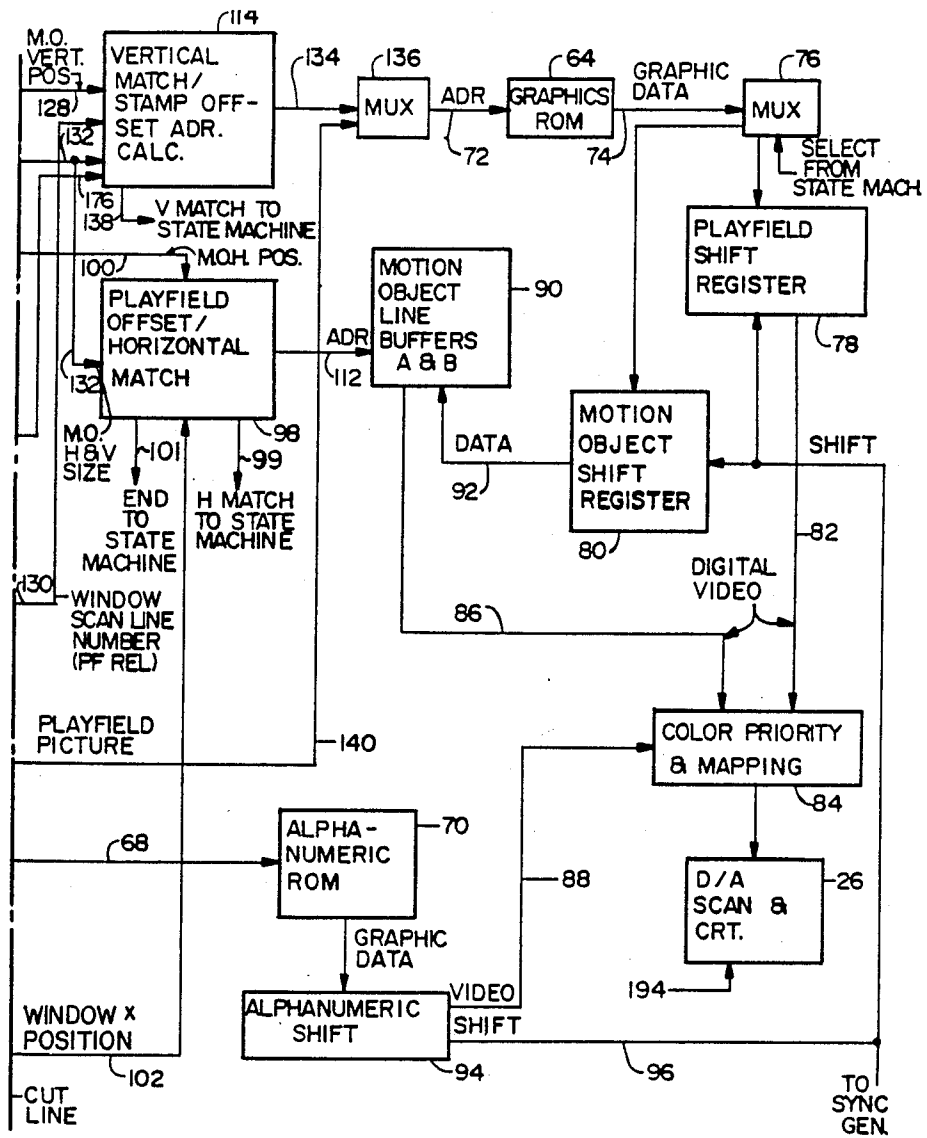 114
M.O.
VERT.
POS.
128
VERTICAL
MATCH/
STAMP OFF-
SET ADR.
CALC.
134
136
MUX
ADR
72
64
GRAPHICS
ROM
GRAPHIC
DATA
74
76
MUX
SELECT
FROM
STATE MACH.
132
176
138
V MATCH TO
STATE MACHINE
M.O.H. POS.
100
PLAYFIELD
OFFSET/
HORIZONTAL
MATCH
132
ADR
112
MOTION
OBJECT
LINE
BUFFERS
A & B
90
PLAYFIELD
SHIFT
REGISTER
78
M.O.
H & V
SIZE
101
98
99
END
TO
STATE
MACHINE
H MATCH
TO STATE
MACHINE
DATA
92
MOTION
OBJECT
SHIFT
REGISTER
80
SHIFT
82
130
WINDOW
SCAN LINE
NUMBER
(PF REL)
86
DIGITAL
VIDEO
PLAYFIELD
PICTURE
140
COLOR PRIORITY
& MAPPING
84
68
ALPHA-
NUMERIC
ROM
70
88
D/A
SCAN &
CRT.
26
194
GRAPHIC
DATA
ALPHANUMERIC
SHIFT
94
VIDEO
SHIFT
96
WINDOW X
POSITION
102
CUT
LINE
TO
SYNC
GEN.